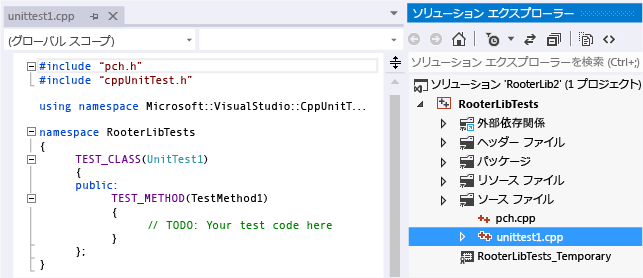 unittest1.cpp
(グローバル スコープ)
#include "pch.h"
#include "cppUnitTest.h"
using namespace Microsoft::VisualStudio::CppUnitT...
namespace RooterLibTests
{
TEST_CLASS(UnitTest1)
{
public:
TEST_METHOD(TestMethod1)
{
// TODO: Your test code here
}
};
}
ソリューション エクスプローラー
ソリューション エクスプローラーを検索 (Ctrl+;)
ソリューション 'RooterLib2' (1 プロジェクト)
RooterLibTests
外部依存関係
ヘッダー ファイル
パッケージ
リソース ファイル
ソース ファイル
pch.cpp
unittest1.cpp
RooterLibTests_Temporary